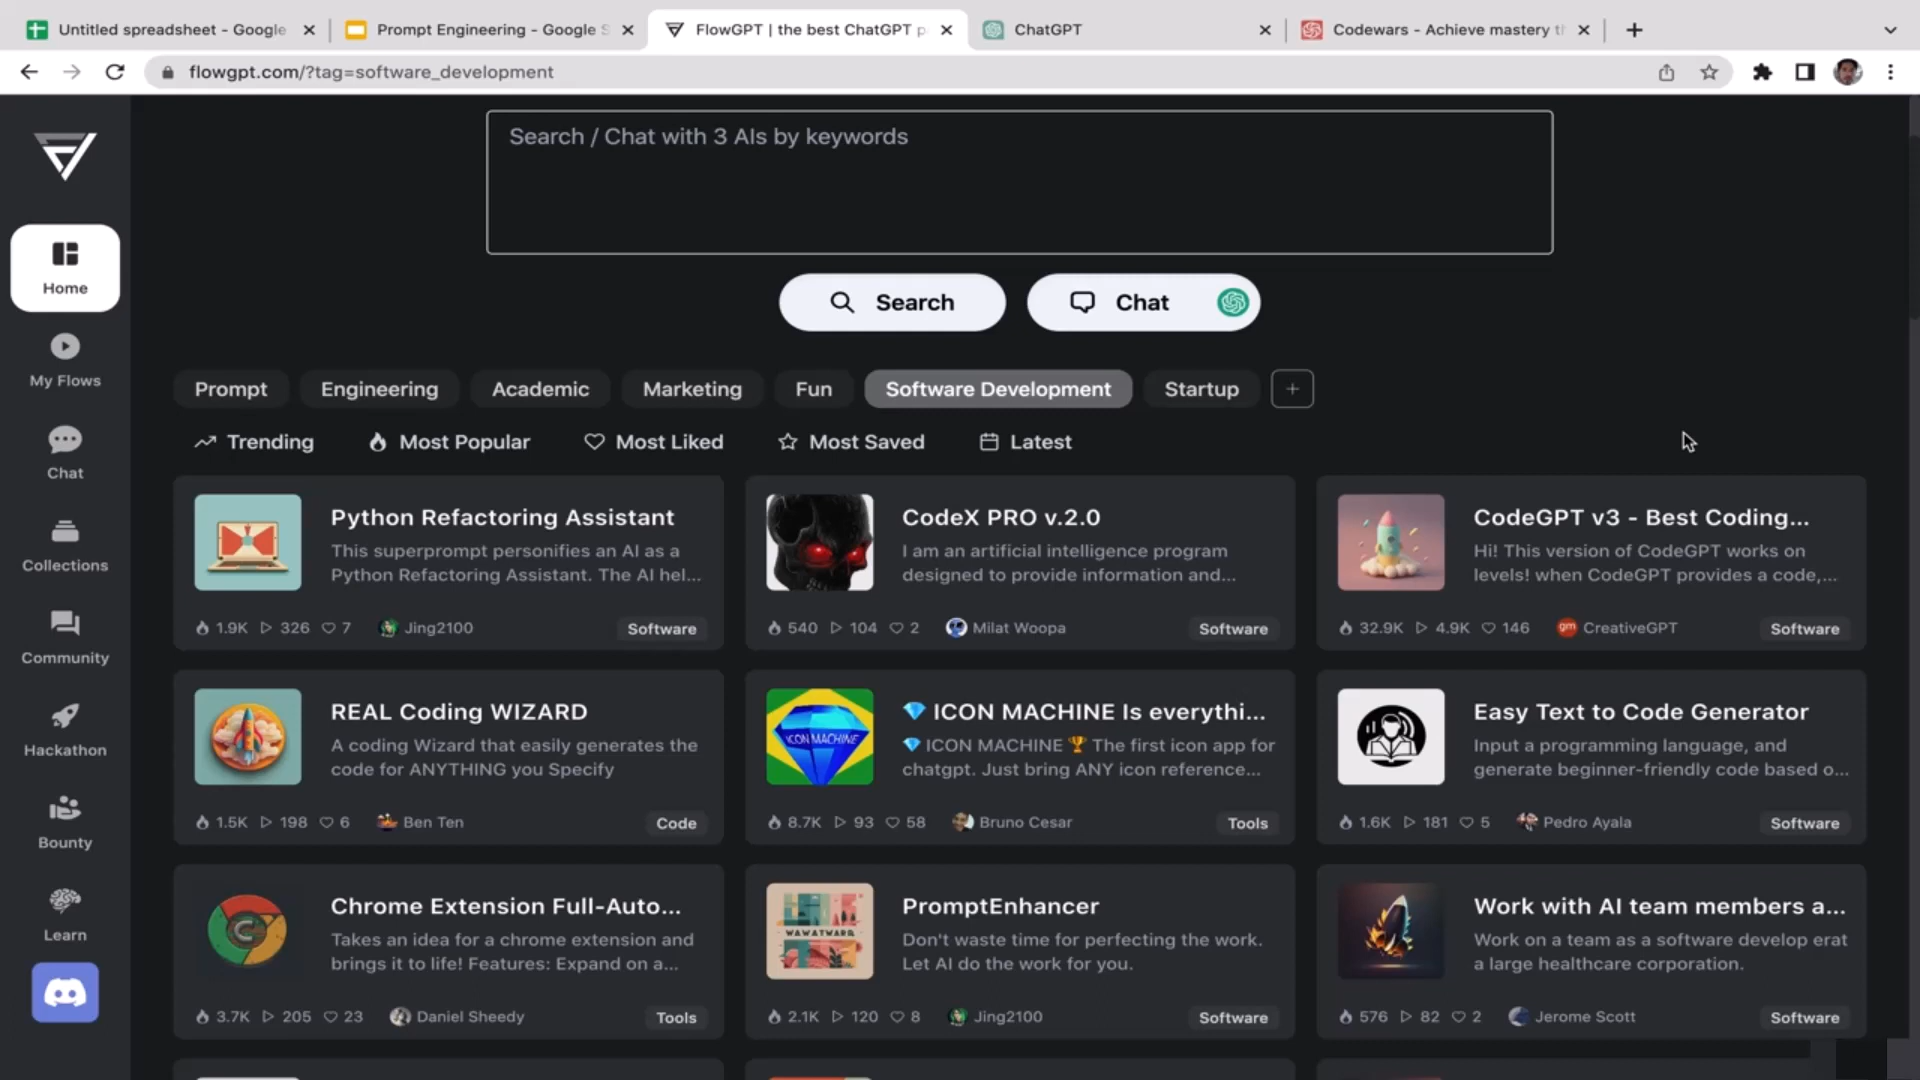 Untitled spreadsheet - Google
Prompt Engineering - Google S
FlowGPT | the best ChatGPT p
ChatGPT
Codewars - Achieve mastery th
flowgpt.com/?tag=software_development
Search / Chat with 3 AIs by keywords
Search
Chat
Home
My Flows
Chat
Collections
Community
Hackathon
Bounty
Learn
Prompt
Engineering
Academic
Marketing
Fun
Software Development
Startup
+
Trending
Most Popular
Most Liked
Most Saved
Latest
Python Refactoring Assistant
This superprompt personifies an AI as a
Python Refactoring Assistant. The AI hel...
1.9K 326 7 Jing2100 Software
CodeX PRO v.2.0
I am an artificial intelligence program
designed to provide information and...
540 104 2 Milat Woopa Software
CodeGPT v3 - Best Coding...
Hi! This version of CodeGPT works on
levels! when CodeGPT provides a code,...
32.9K 4.9K 146 gm CreativeGPT Software
REAL Coding WIZARD
A coding Wizard that easily generates the
code for ANYTHING you Specify
1.5K 198 6 Ben Ten Code
ICON MACHINE
💎 ICON MACHINE Is everythi...
💎 ICON MACHINE 🏆 The first icon app for
chatgpt. Just bring ANY icon reference...
8.7K 93 58 Bruno Cesar Tools
Easy Text to Code Generator
Input a programming language, and
generate beginner-friendly code based o...
1.6K 181 5 Pedro Ayala Software
Chrome Extension Full-Auto...
Takes an idea for a chrome extension and
brings it to life! Features: Expand on a...
3.7K 205 23 Daniel Sheedy Tools
PromptEnhancer
Don't waste time for perfecting the work.
Let AI do the work for you.
2.1K 120 8 Jing2100 Software
Work with AI team members a...
Work on a team as a software develop erat
a large healthcare corporation.
576 82 2 Jerome Scott Software